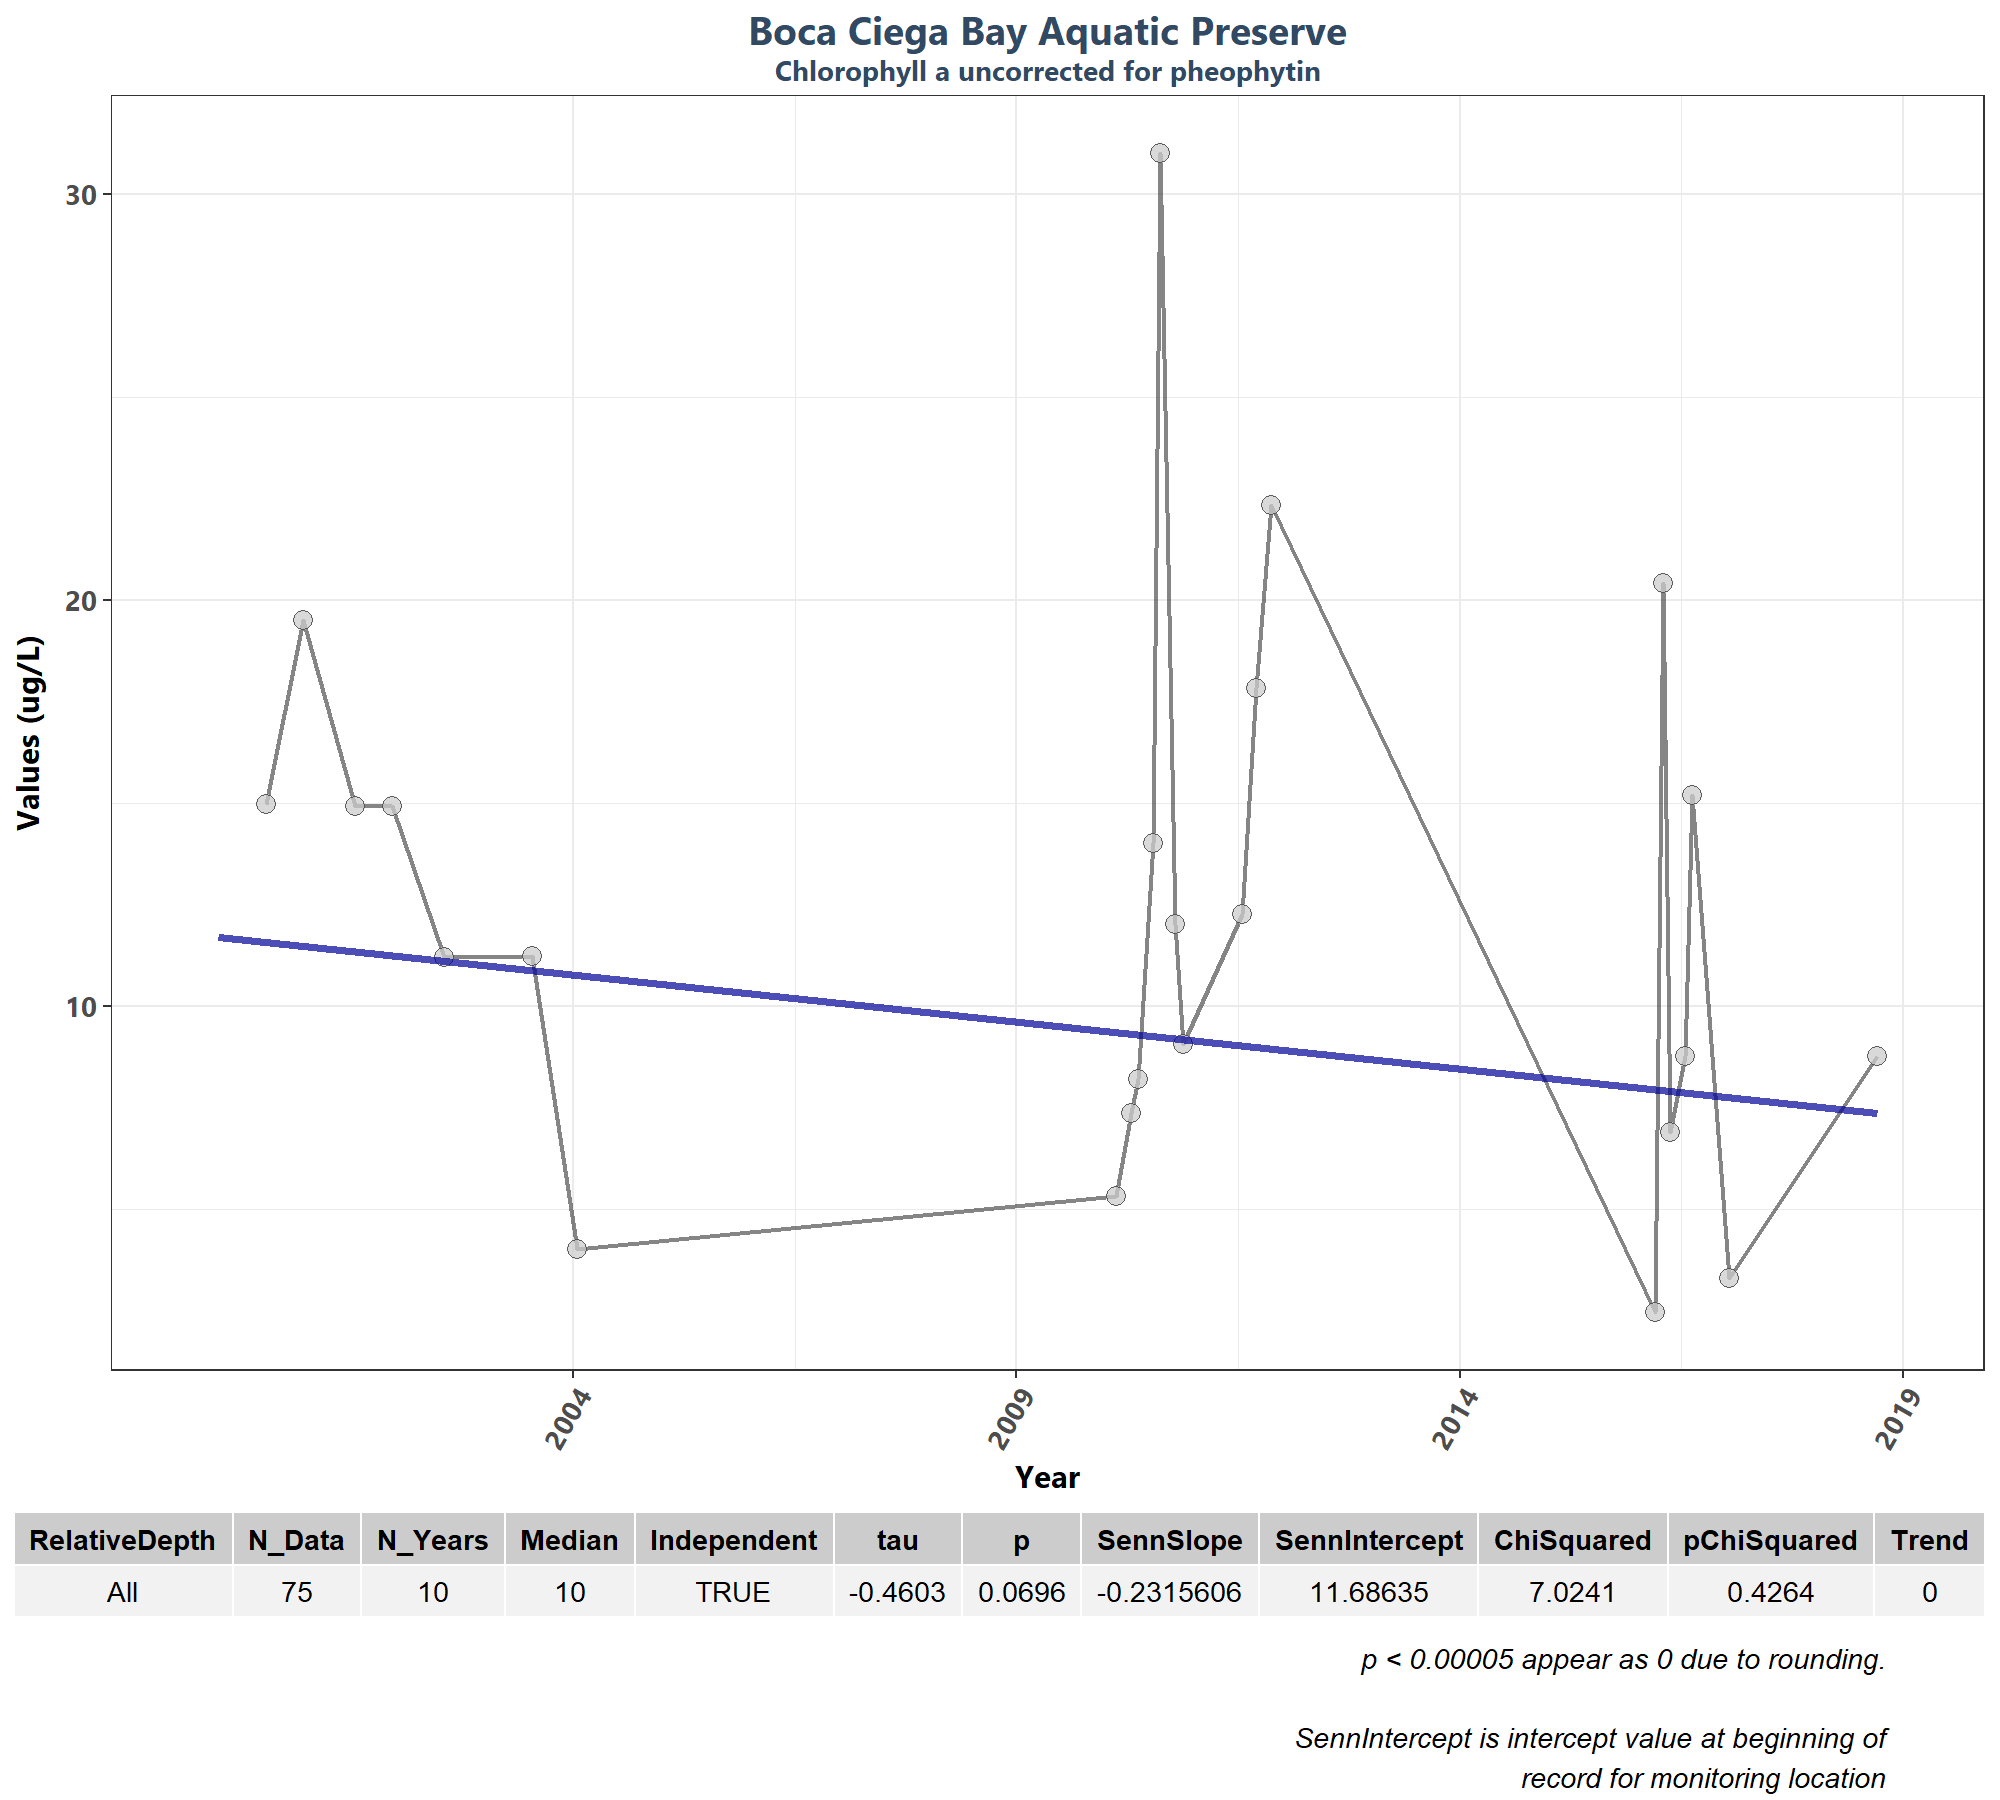 Boca Ciega Bay Aquatic Preserve
Chlorophyll a uncorrected for pheophytin
Values (ug/L)
30
20
10
2004 2009 2014 2019
Year
RelativeDepth N_Data N_Years Median Independent tau p SennSlope SennIntercept ChiSquared pChiSquared Trend
All 75 10 10 TRUE -0.4603 0.0696 -0.2315606 11.68635 7.0241 0.4264 0
p < 0.00005 appear as 0 due to rounding.
SennIntercept is intercept value at beginning of
record for monitoring location